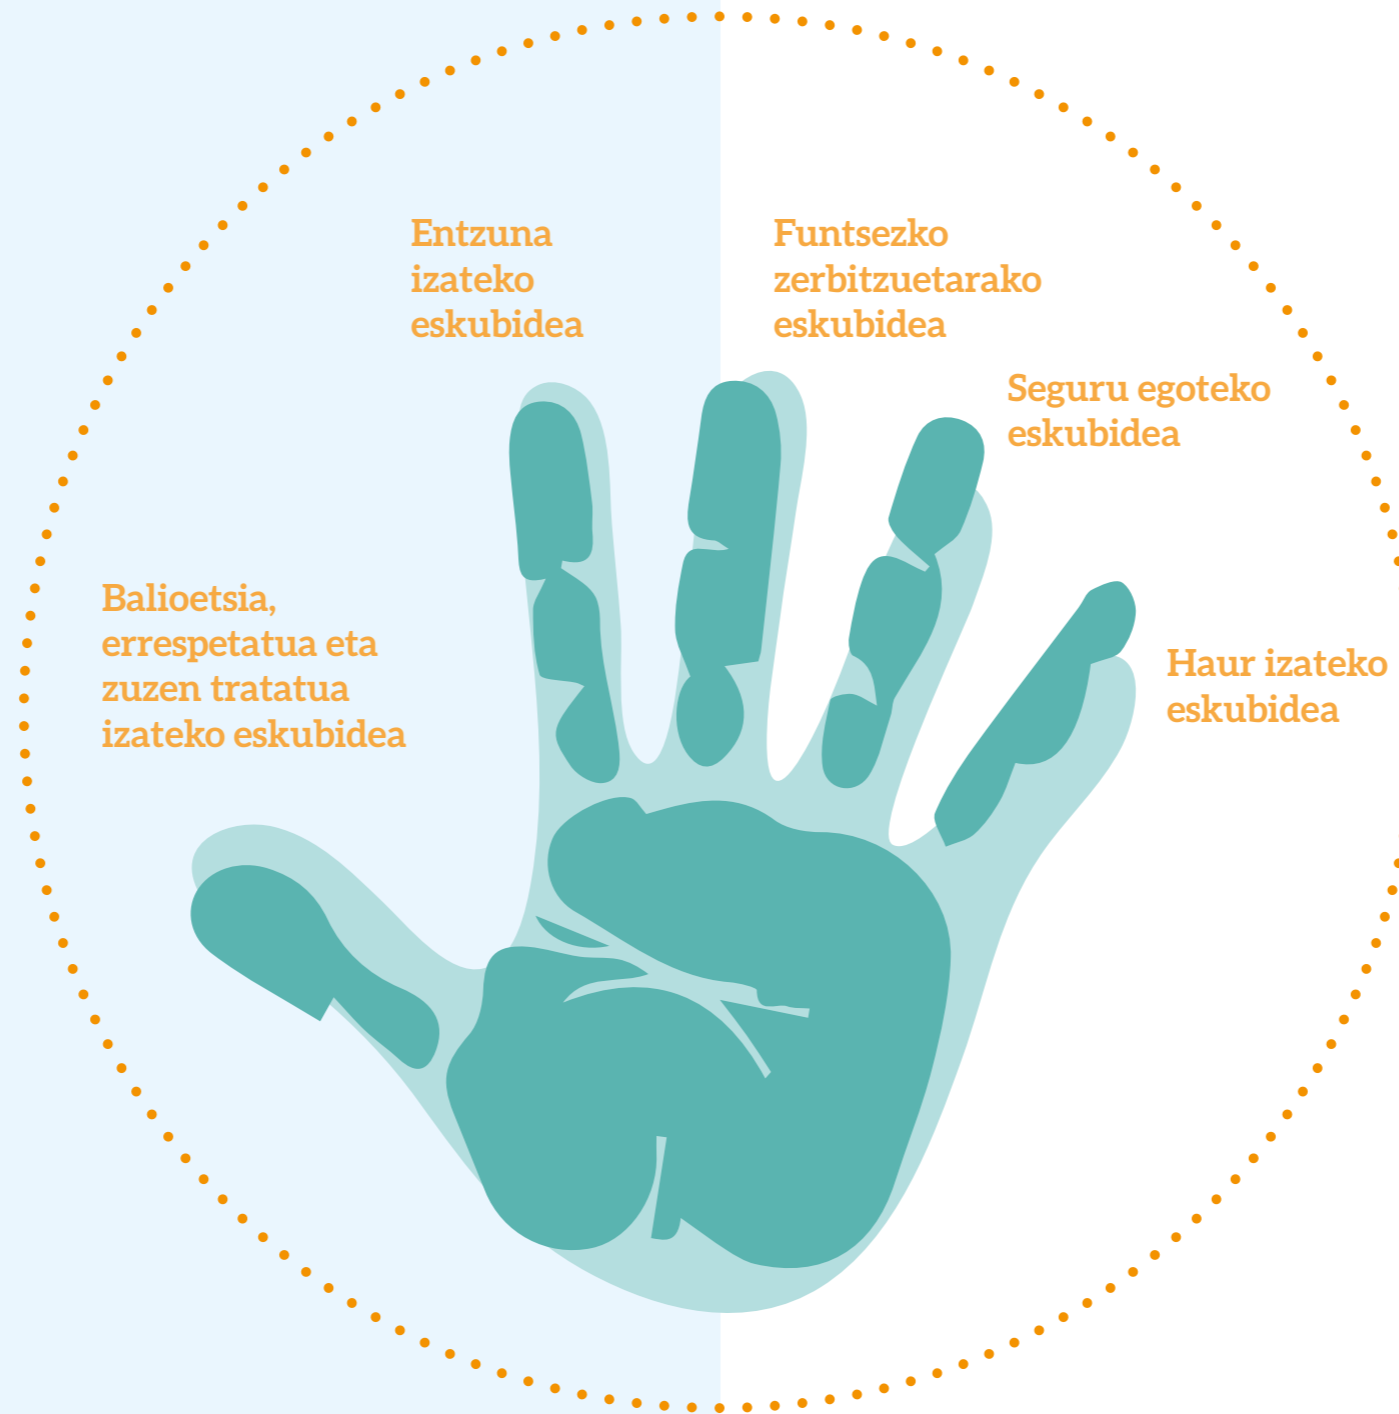 Entzuna
izateko
eskubidea
Funtsezko
zerbitzuetarako
eskubidea
Seguru egoteko
eskubidea
Balioetsia,
errespetatua eta
zuzen tratatua
izateko eskubidea
Haur izateko
eskubidea